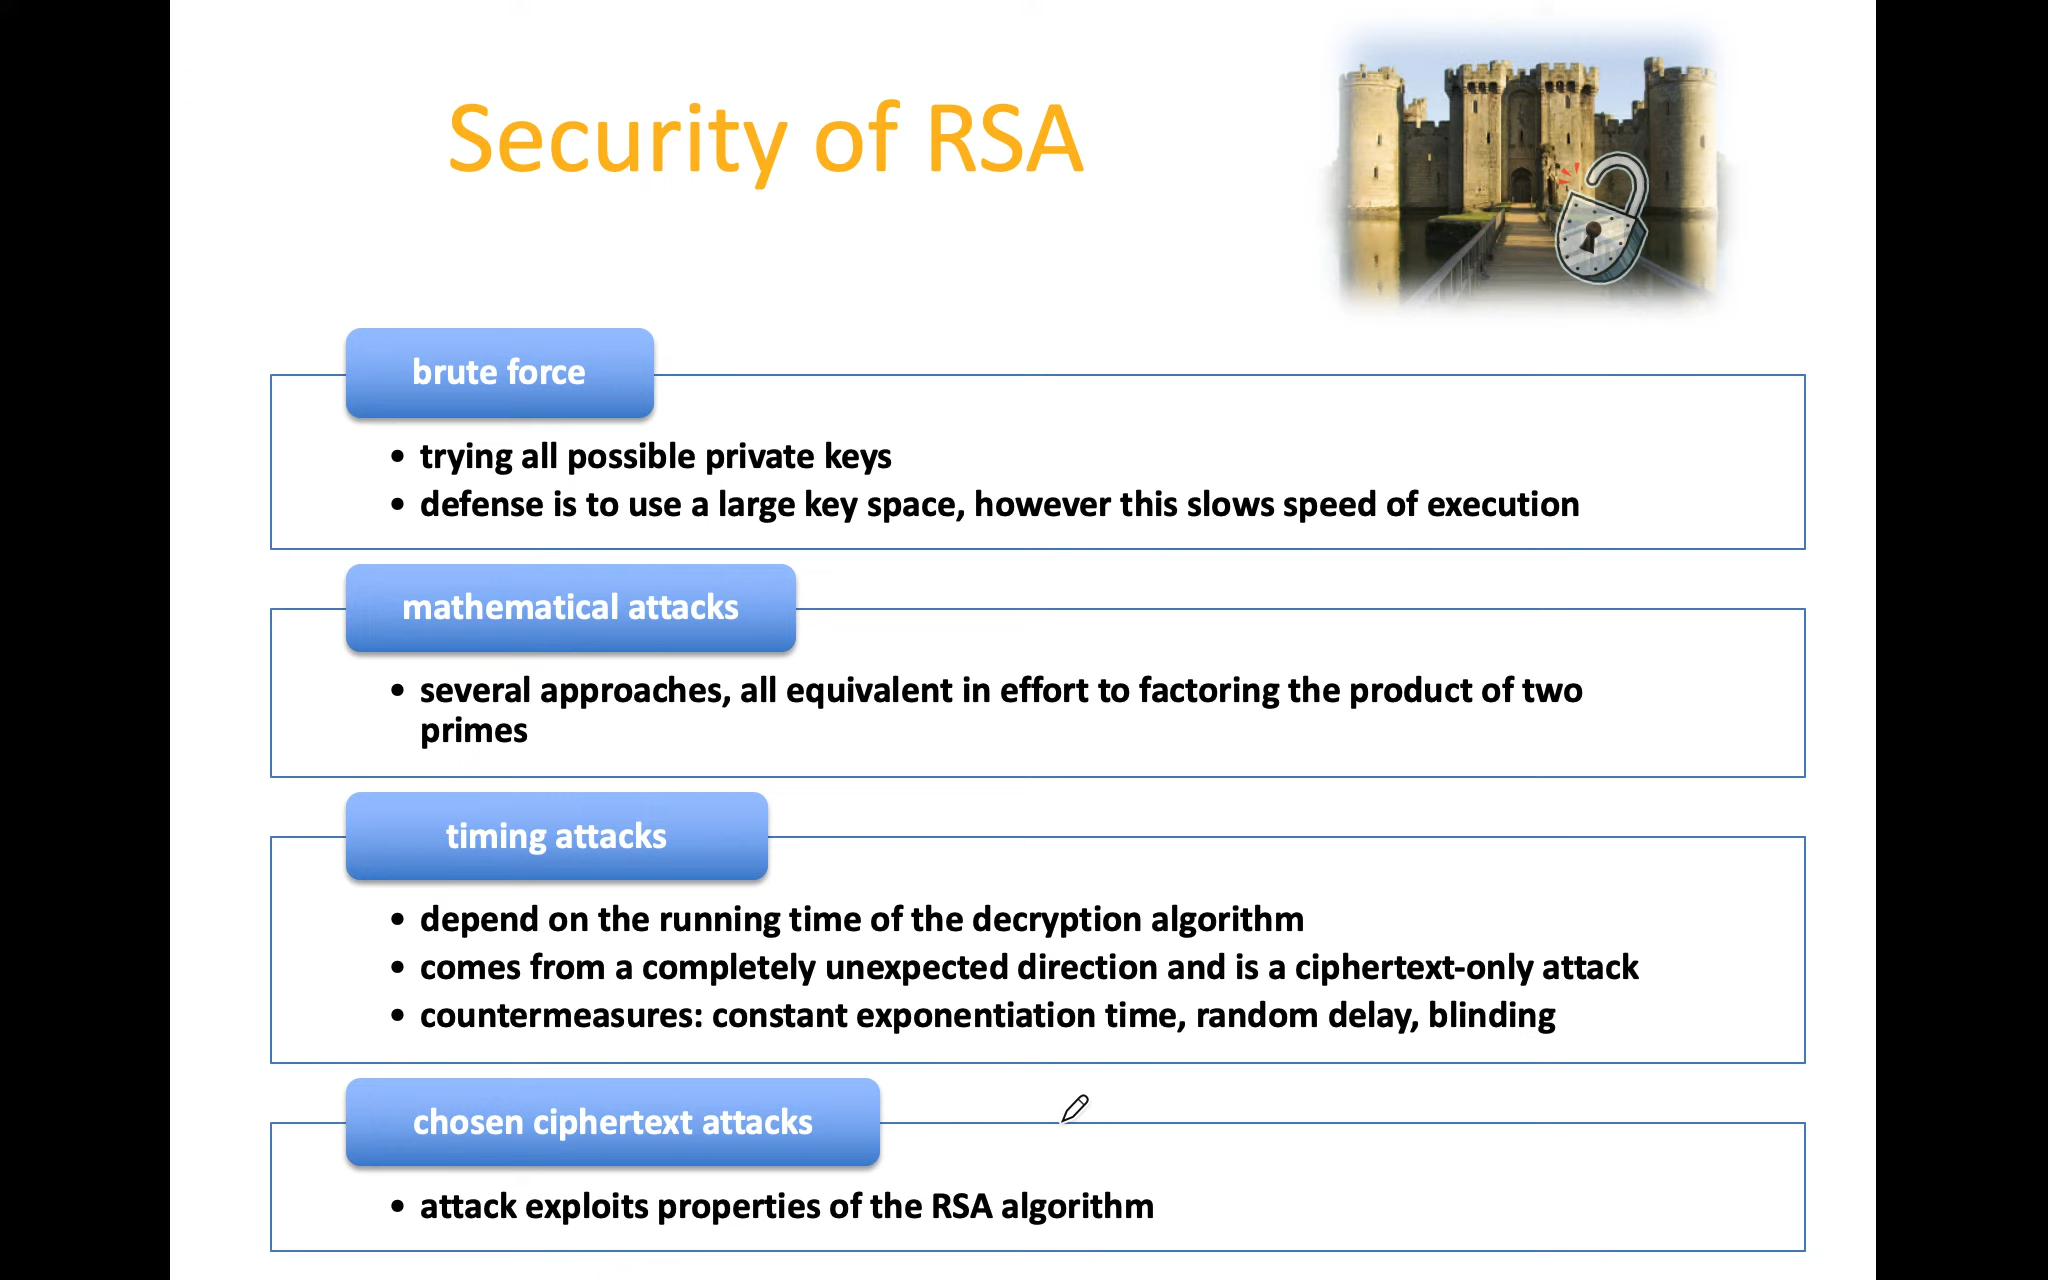 Security of RSA
brute force
• trying all possible private keys
• defense is to use a large key space, however this slows speed of execution
mathematical attacks
• several approaches, all equivalent in effort to factoring the product of two
primes
timing attacks
• depend on the running time of the decryption algorithm
• comes from a completely unexpected direction and is a ciphertext-only attack
• countermeasures: constant exponentiation time, random delay, blinding
chosen ciphertext attacks
• attack exploits properties of the RSA algorithm